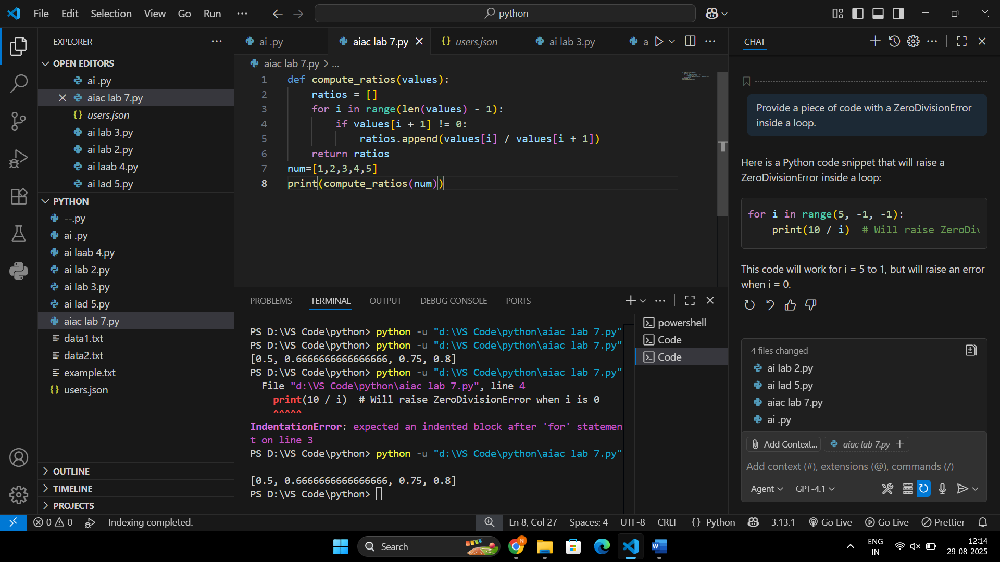 File Edit Selection View Go Run
python
EXPLORER
OPEN EDITORS
ai .py
aiac lab 7.py
users.json
ai lab 3.py
ai lab 2.py
ai laab 4.py
ai lad 5.py
PYTHON
--.py
ai .py
ai laab 4.py
ai lab 2.py
ai lab 3.py
ai lad 5.py
aiac lab 7.py
data1.txt
data2.txt
example.txt
users.json
OUTLINE
TIMELINE
PROJECTS
ai .py aiac lab 7.py users.json ai lab 3.py a
aiac lab 7.py > ...
1 def compute_ratios(values):
2     ratios = []
3     for i in range(len(values) - 1):
4         if values[i + 1] != 0:
5             ratios.append(values[i] / values[i + 1])
6     return ratios
7 num=[1,2,3,4,5]
8 print(compute_ratios(num))
PROBLEMS TERMINAL OUTPUT DEBUG CONSOLE PORTS
PS D:\VS Code\python> python -u "d:\VS Code\python\aiac lab 7.py"
PS D:\VS Code\python> python -u "d:\VS Code\python\aiac lab 7.py"
[0.5, 0.6666666666666666, 0.75, 0.8]
PS D:\VS Code\python> python -u "d:\VS Code\python\aiac lab 7.py"
  File "d:\VS Code\python\aiac lab 7.py", line 4
    print(10 / i)  # Will raise ZeroDivisionError when i is 0
    ^^^^^
IndentationError: expected an indented block after 'for' statemen
t on line 3
PS D:\VS Code\python> python -u "d:\VS Code\python\aiac lab 7.py"
[0.5, 0.6666666666666666, 0.75, 0.8]
PS D:\VS Code\python>
powershell
Code
Code
CHAT
Provide a piece of code with a ZeroDivisionError
inside a loop.
Here is a Python code snippet that will raise a
ZeroDivisionError inside a loop:
for i in range(5, -1, -1):
    print(10 / i)  # Will raise ZeroDiv
This code will work for i = 5 to 1, but will raise an error
when i = 0.
4 files changed
ai lab 2.py
ai lad 5.py
aiac lab 7.py
ai .py
Add Context... aiac lab 7.py
Add context (#), extensions (@), commands (/)
Agent GPT-4.1
0 0 Indexing completed. Ln 8, Col 27 Spaces: 4 UTF-8 CRLF {} Python 3.13.1 Go Live Go Live Prettier
Search
N
W
ENG
IN
12:14
29-08-2025